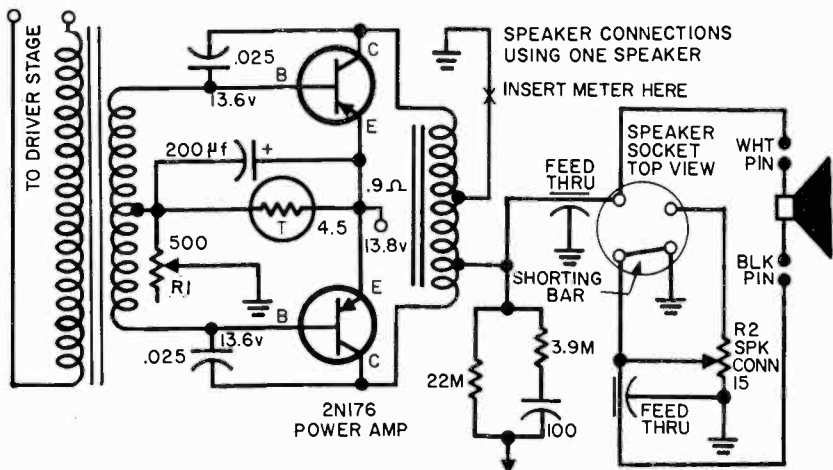 TO DRIVER STAGE
.025
B
13.6v
C
E
200µf +
T
4.5
13.8v
500
R1
E
B
13.6v
.025
C
2N176
POWER AMP
.9Ω
SPEAKER CONNECTIONS
USING ONE SPEAKER
INSERT METER HERE
FEED
THRU
SPEAKER
SOCKET
TOP VIEW
WHT
PIN
SHORTING
BAR
BLK
PIN
22M
3.9M
100
R2
SPK
CONN
15
FEED
THRU